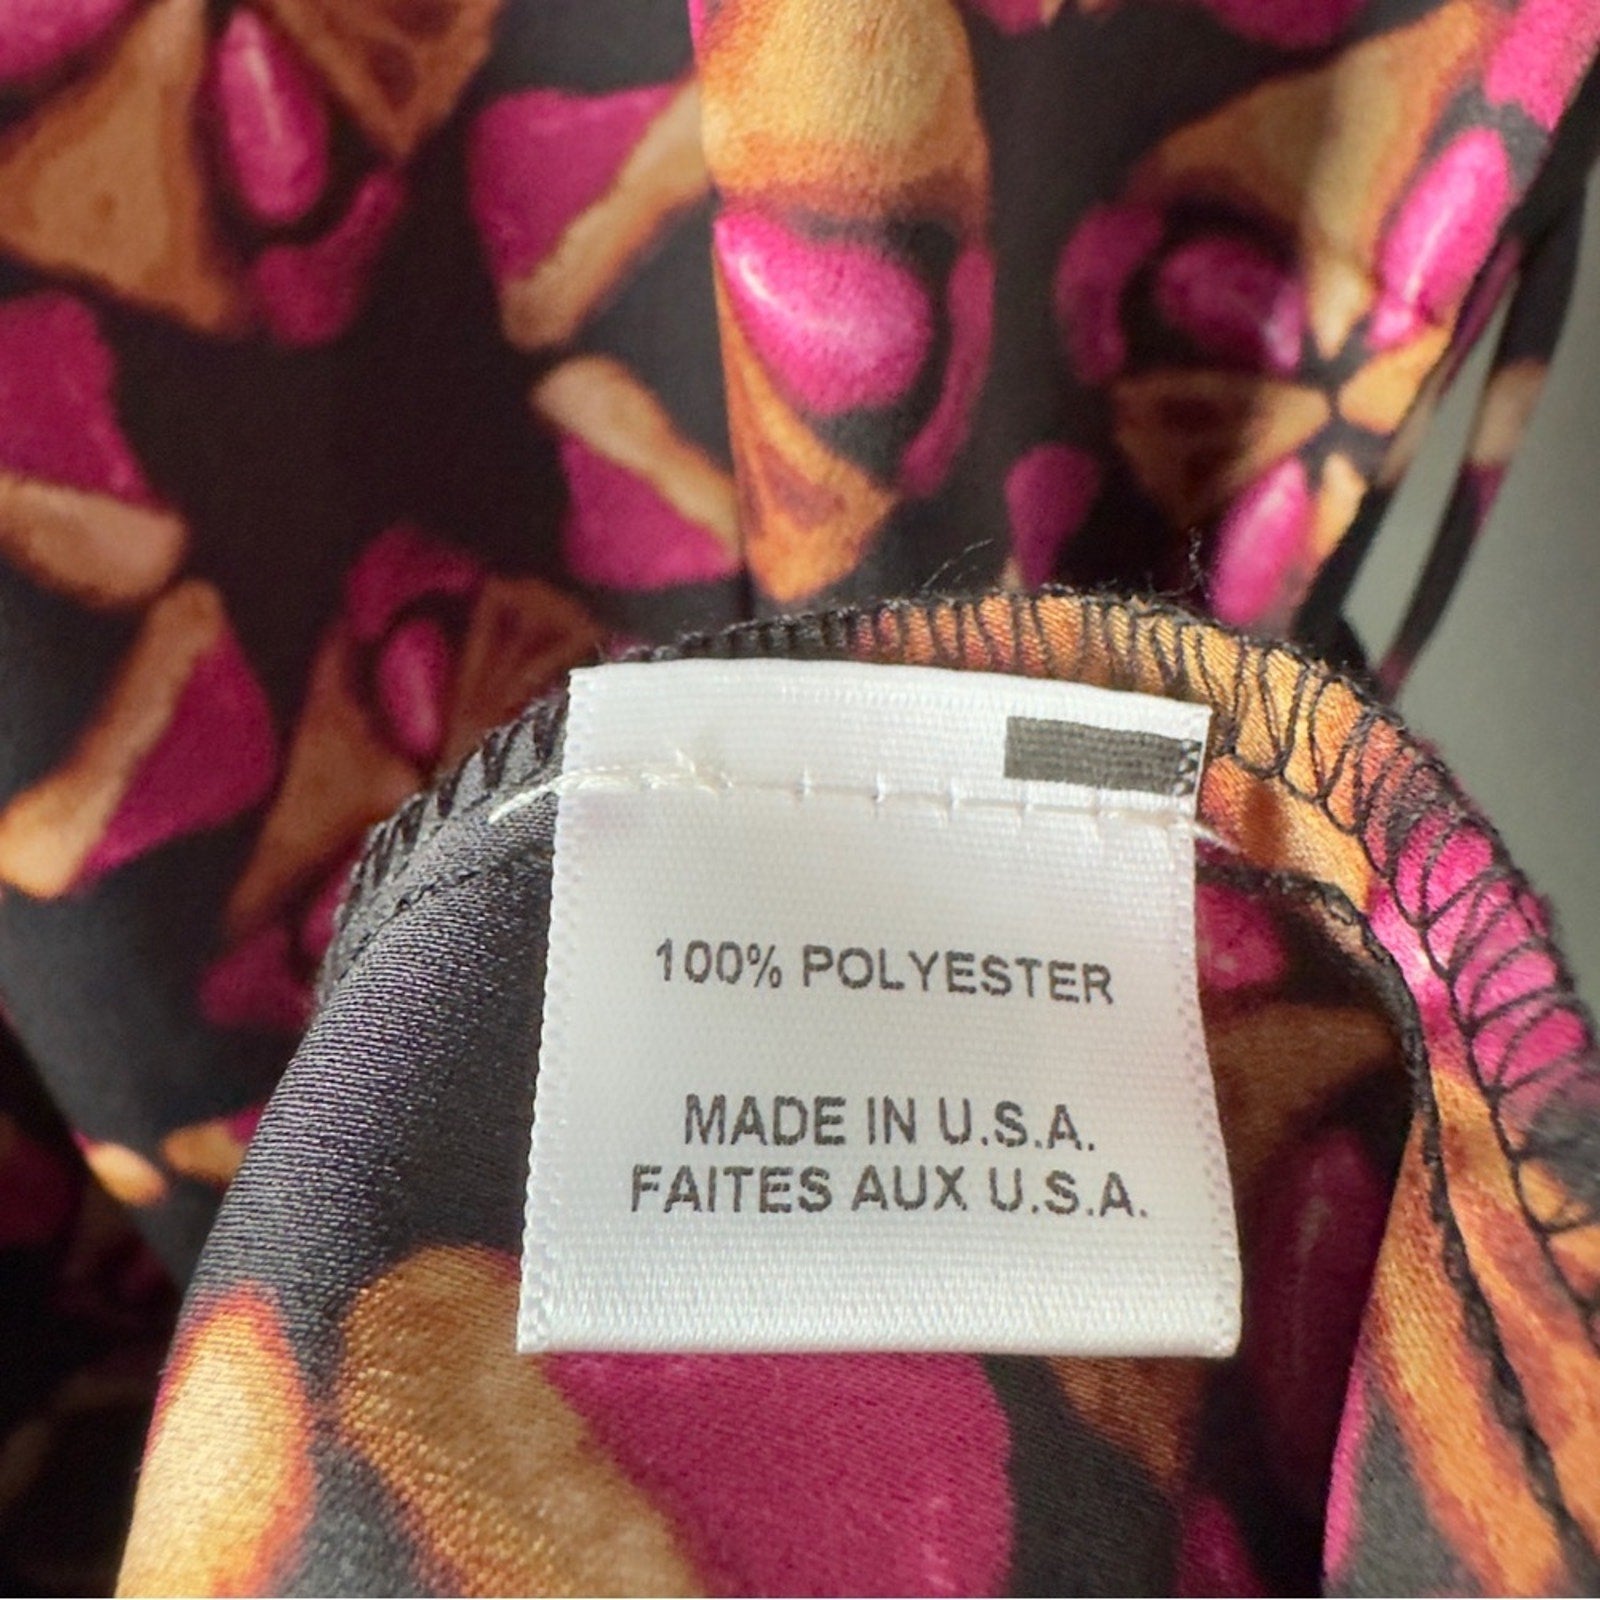 100% POLYESTER
MADE IN U.S.A.
FAITES AUX U.S.A.